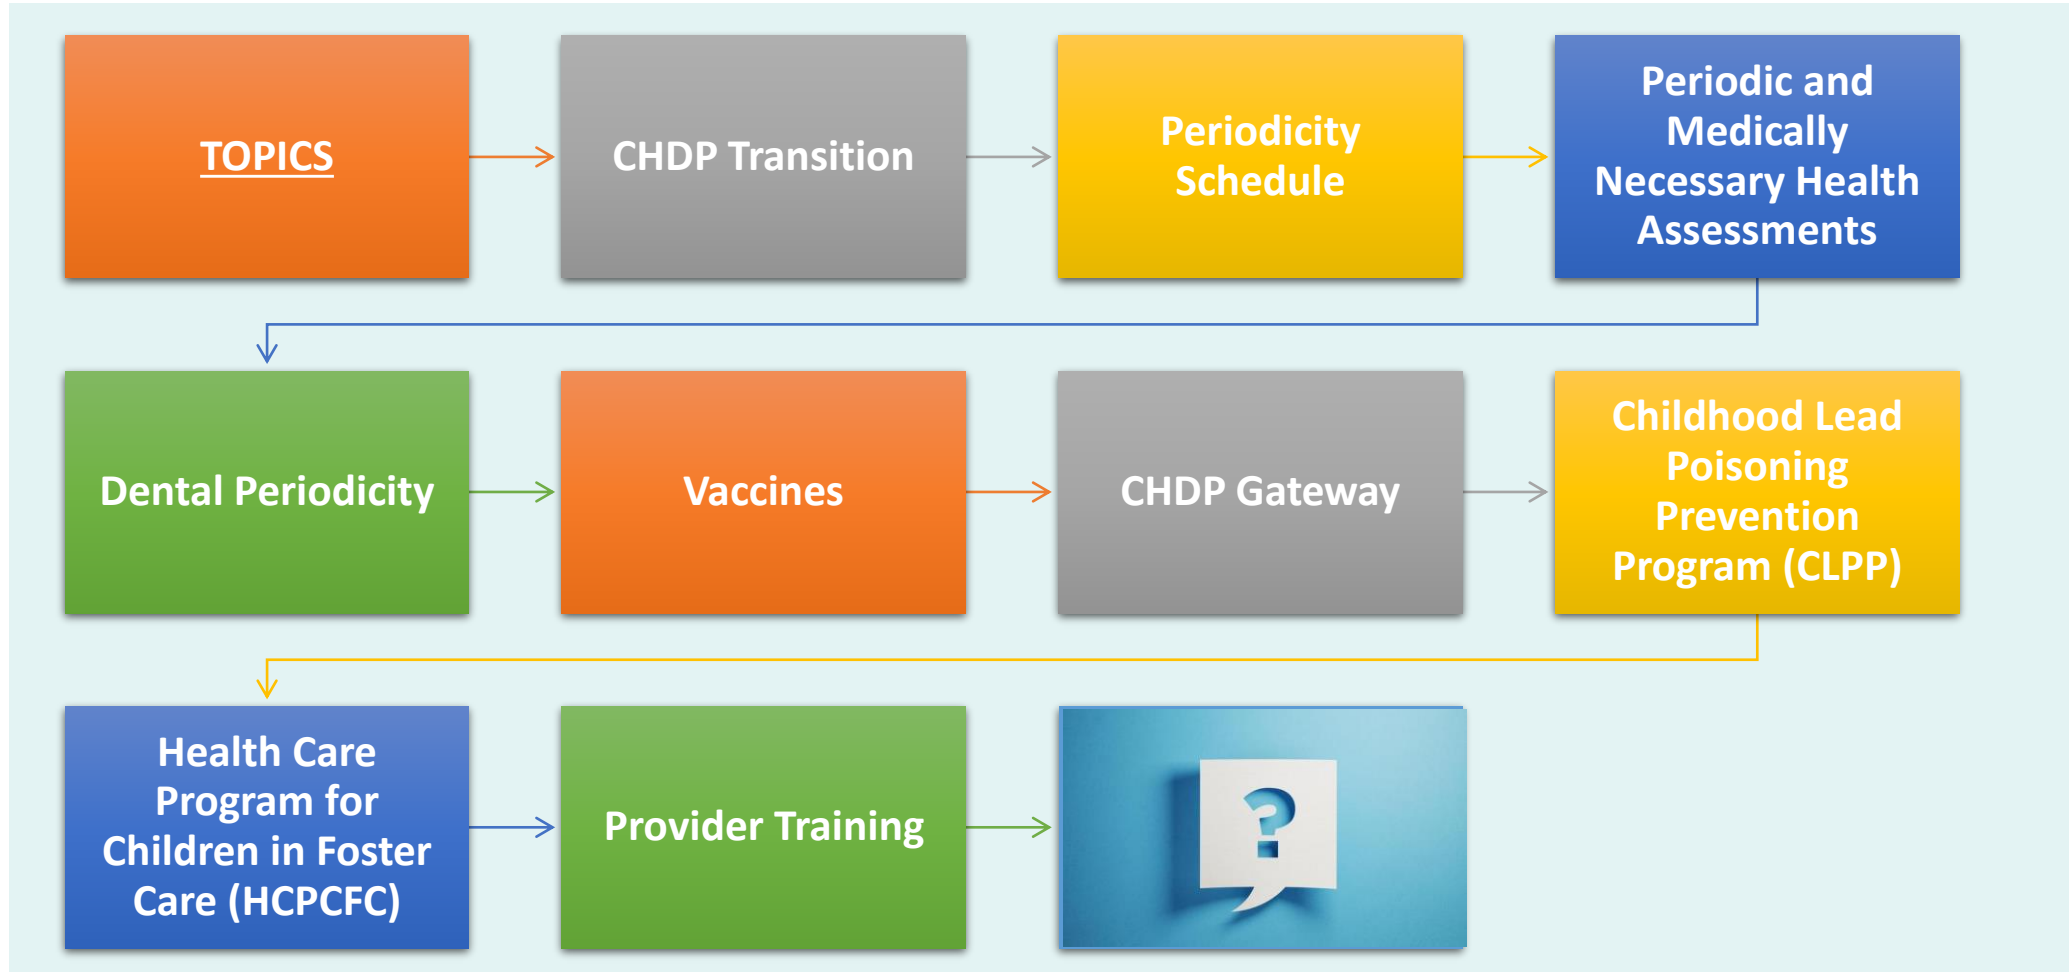 TOPICS
CHDP Transition
Periodicity
Schedule
Periodic and
Medically
Necessary Health
Assessments
Dental Periodicity
Vaccines
CHDP Gateway
Childhood Lead
Poisoning
Prevention
Program (CLPP)
Health Care
Program for
Children in Foster
Care (HCPCFC)
Provider Training
?